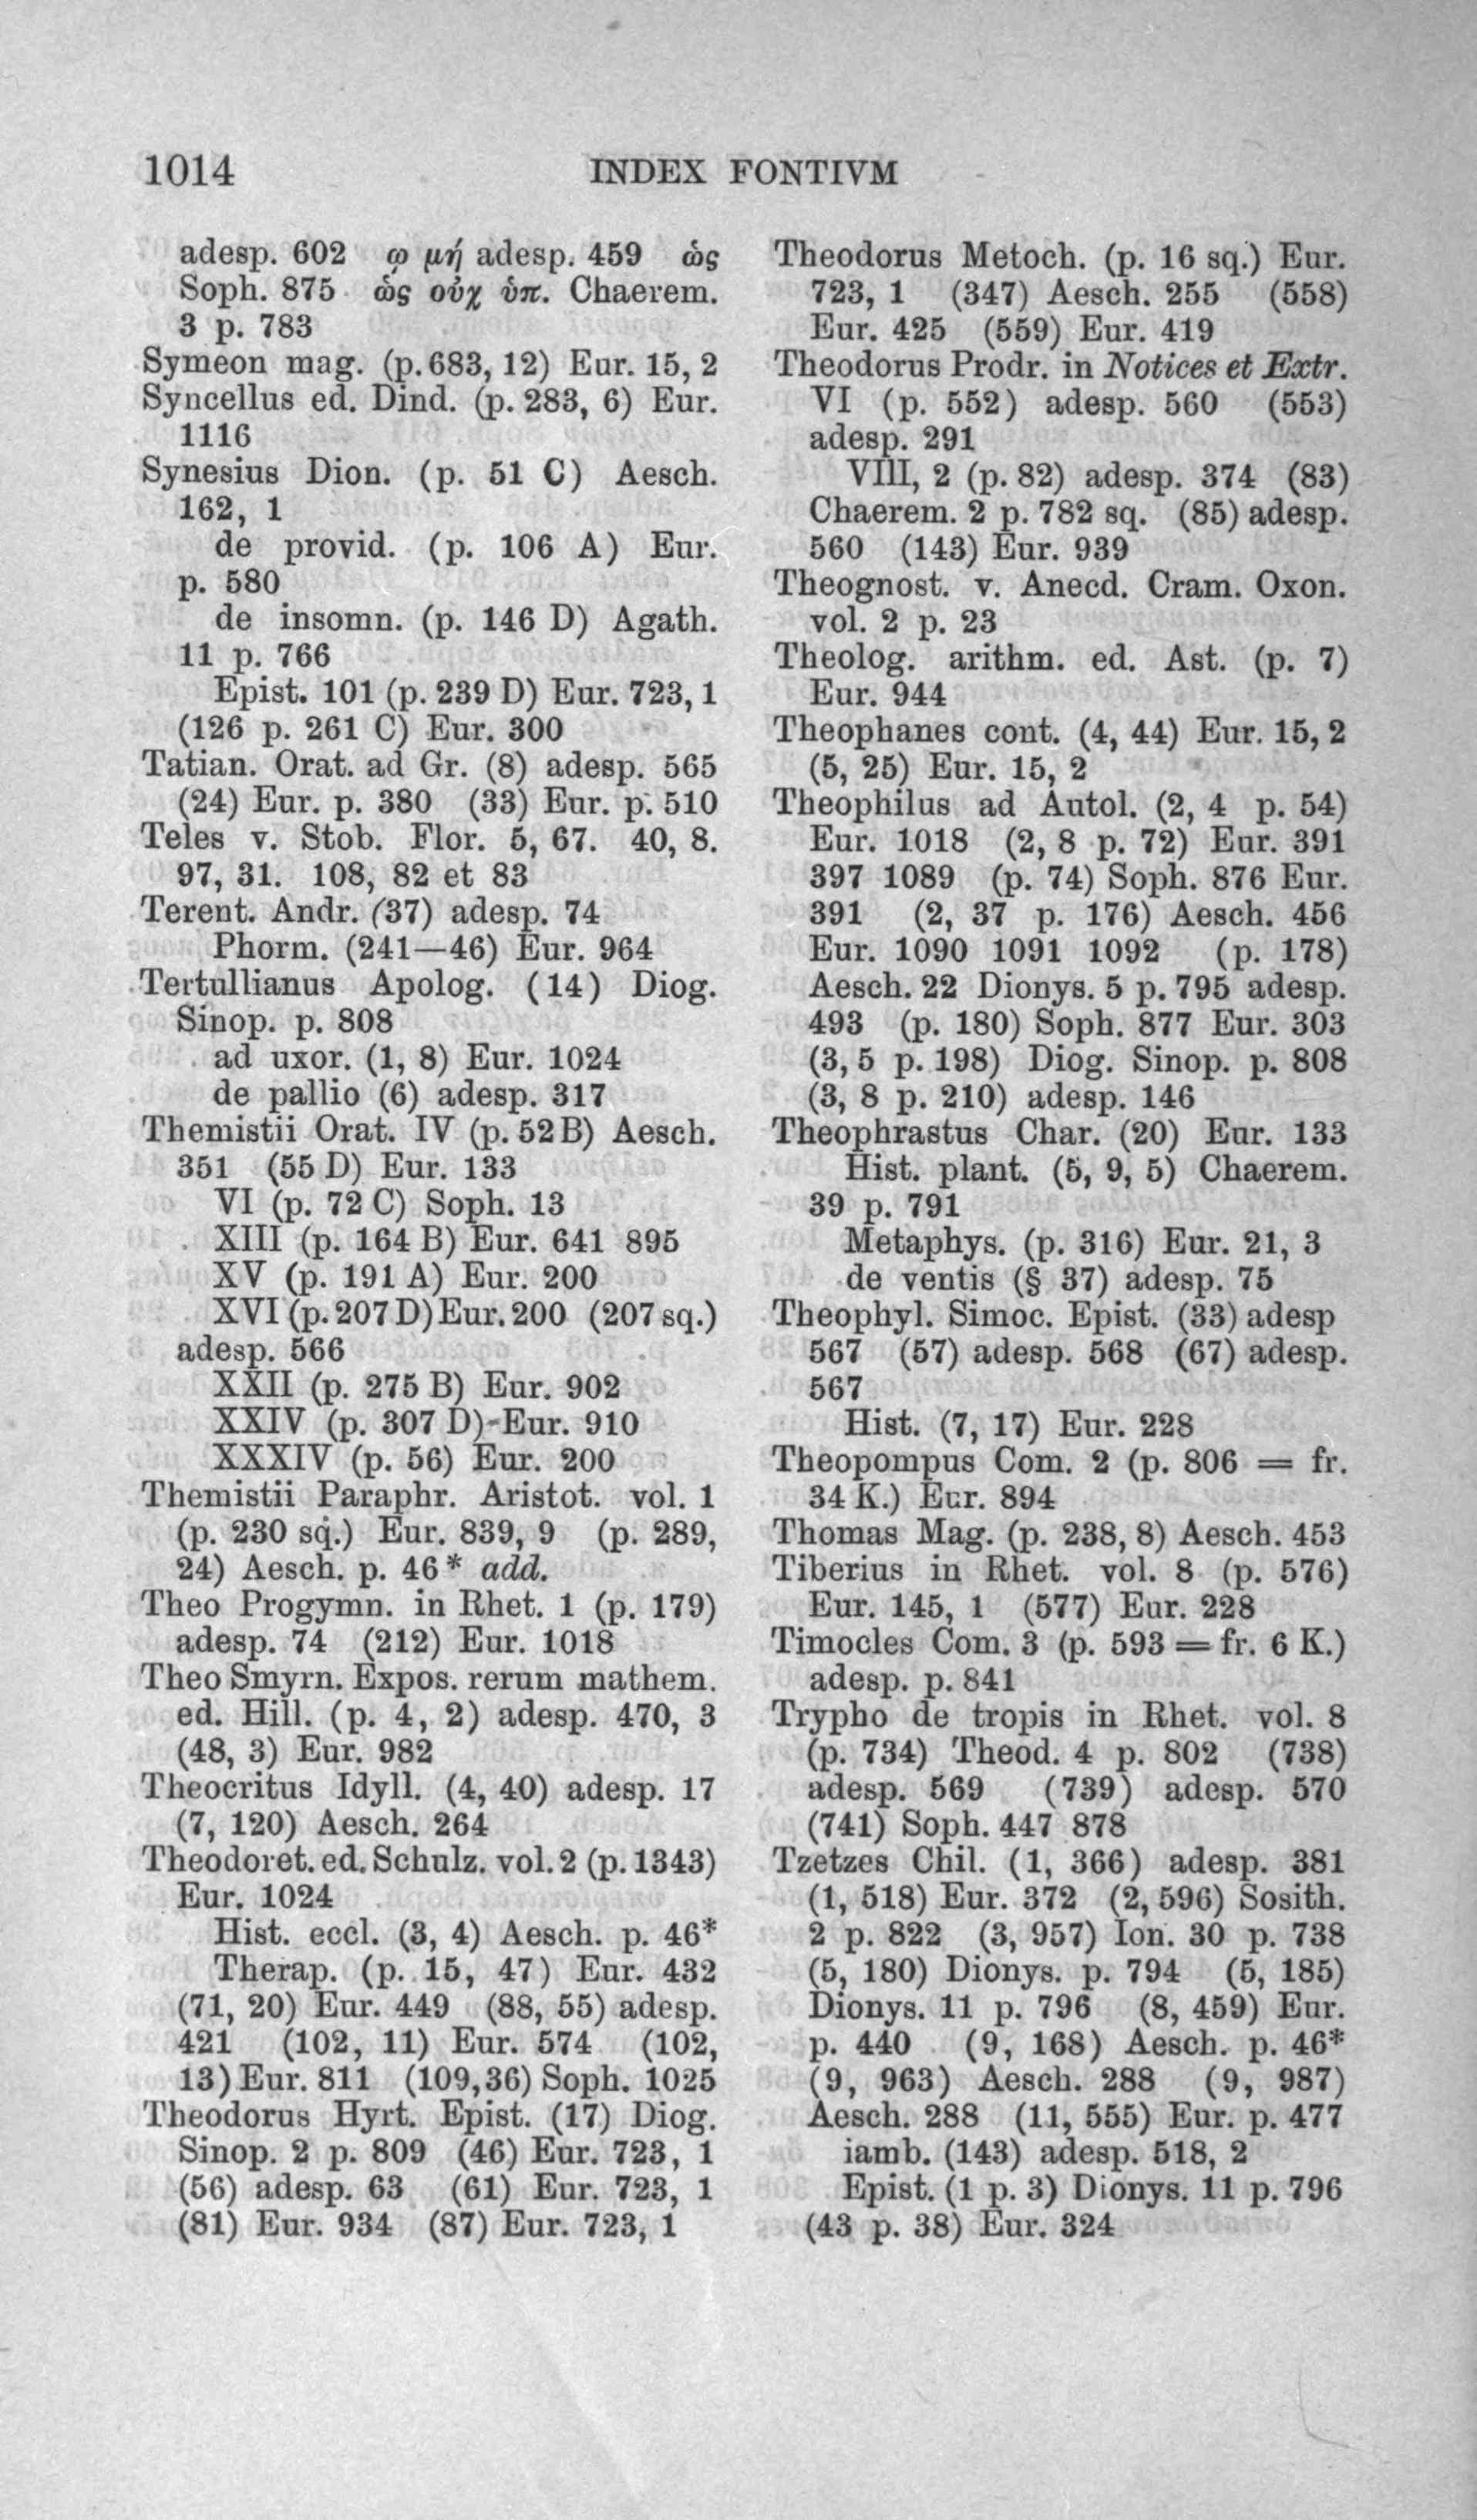 1014
INDEX FONTIVM
adesp. 602 ᾧ μή adesp. 459 ὡς
Soph. 875 ὡς οὐχ ὑπ. Chaerem.
3 p. 783
Symeon mag. (p. 683, 12) Eur. 15, 2
Syncellus ed. Dind. (p. 283, 6) Eur.
1116
Synesius Dion. (p. 51 C) Aesch.
162, 1
de provid. (p. 106 A) Eur.
p. 580
de insomn. (p. 146 D) Agath.
11 p. 766
Epist. 101 (p. 239 D) Eur. 723, 1
(126 p. 261 C) Eur. 300
Tatian. Orat. ad Gr. (8) adesp. 565
(24) Eur. p. 380 (33) Eur. p. 510
Teles v. Stob. Flor. 5, 67. 40, 8.
97, 31. 108, 82 et 83
Terent. Andr. (37) adesp. 74
Phorm. (241—46) Eur. 964
Tertullianus Apolog. (14) Diog.
Sinop. p. 808
ad uxor. (1, 8) Eur. 1024
de pallio (6) adesp. 317
Themistii Orat. IV (p. 52 B) Aesch.
351 (55 D) Eur. 133
VI (p. 72 C) Soph. 13
XIII (p. 164 B) Eur. 641 895
XV (p. 191 A) Eur. 200
XVI (p. 207 D) Eur. 200 (207 sq.)
adesp. 566
XXII (p. 275 B) Eur. 902
XXIV (p. 307 D) Eur. 910
XXXIV (p. 56) Eur. 200
Themistii Paraphr. Aristot. vol. 1
(p. 230 sq.) Eur. 839, 9 (p. 289,
24) Aesch. p. 46* add.
Theo Progymn. in Rhet. 1 (p. 179)
adesp. 74 (212) Eur. 1018
Theo Smyrn. Expos. rerum mathem.
ed. Hill. (p. 4, 2) adesp. 470, 3
(48, 3) Eur. 982
Theocritus Idyll. (4, 40) adesp. 17
(7, 120) Aesch. 264
Theodoret. ed. Schulz. vol. 2 (p. 1343)
Eur. 1024
Hist. eccl. (3, 4) Aesch. p. 46*
Therap. (p. 15, 47) Eur. 432
(71, 20) Eur. 449 (88, 55) adesp.
421 (102, 11) Eur. 574 (102,
13) Eur. 811 (109, 36) Soph. 1025
Theodorus Hyrt. Epist. (17) Diog.
Sinop. 2 p. 809 (46) Eur. 723, 1
(56) adesp. 63 (61) Eur. 723, 1
(81) Eur. 934 (87) Eur. 723, 1
Theodorus Metoch. (p. 16 sq.) Eur.
723, 1 (347) Aesch. 255 (558)
Eur. 425 (559) Eur. 419
Theodorus Prodr. in Notices et Extr.
VI (p. 552) adesp. 560 (553)
adesp. 291
VIII, 2 (p. 82) adesp. 374 (83)
Chaerem. 2 p. 782 sq. (85) adesp.
560 (143) Eur. 939
Theognost. v. Anecd. Cram. Oxon.
vol. 2 p. 23
Theolog. arithm. ed. Ast. (p. 7)
Eur. 944
Theophanes cont. (4, 44) Eur. 15, 2
(5, 25) Eur. 15, 2
Theophilus ad Autol. (2, 4 p. 54)
Eur. 1018 (2, 8 p. 72) Eur. 391
397 1089 (p. 74) Soph. 876 Eur.
391 (2, 37 p. 176) Aesch. 456
Eur. 1090 1091 1092 (p. 178)
Aesch. 22 Dionys. 5 p. 795 adesp.
493 (p. 180) Soph. 877 Eur. 303
(3, 5 p. 198) Diog. Sinop. p. 808
(3, 8 p. 210) adesp. 146
Theophrastus Char. (20) Eur. 133
Hist. plant. (5, 9, 5) Chaerem.
39 p. 791
Metaphys. (p. 316) Eur. 21, 3
de ventis (§ 37) adesp. 75
Theophyl. Simoc. Epist. (33) adesp
567 (57) adesp. 568 (67) adesp.
567
Hist. (7, 17) Eur. 228
Theopompus Com. 2 (p. 806 = fr.
34 K.) Eur. 894
Thomas Mag. (p. 238, 8) Aesch. 453
Tiberius in Rhet. vol. 8 (p. 576)
Eur. 145, 1 (577) Eur. 228
Timocles Com. 3 (p. 593 = fr. 6 K.)
adesp. p. 841
Trypho de tropis in Rhet. vol. 8
(p. 734) Theod. 4 p. 802 (738)
adesp. 569 (739) adesp. 570
(741) Soph. 447 878
Tzetzes Chil. (1, 366) adesp. 381
(1, 518) Eur. 372 (2, 596) Sosith.
2 p. 822 (3, 957) Ion. 30 p. 738
(5, 180) Dionys. p. 794 (5, 185)
Dionys. 11 p. 796 (8, 459) Eur.
p. 440 (9, 168) Aesch. p. 46*
(9, 963) Aesch. 288 (9, 987)
Aesch. 288 (11, 555) Eur. p. 477
iamb. (143) adesp. 518, 2
Epist. (1 p. 3) Dionys. 11 p. 796
(43 p. 38) Eur. 324